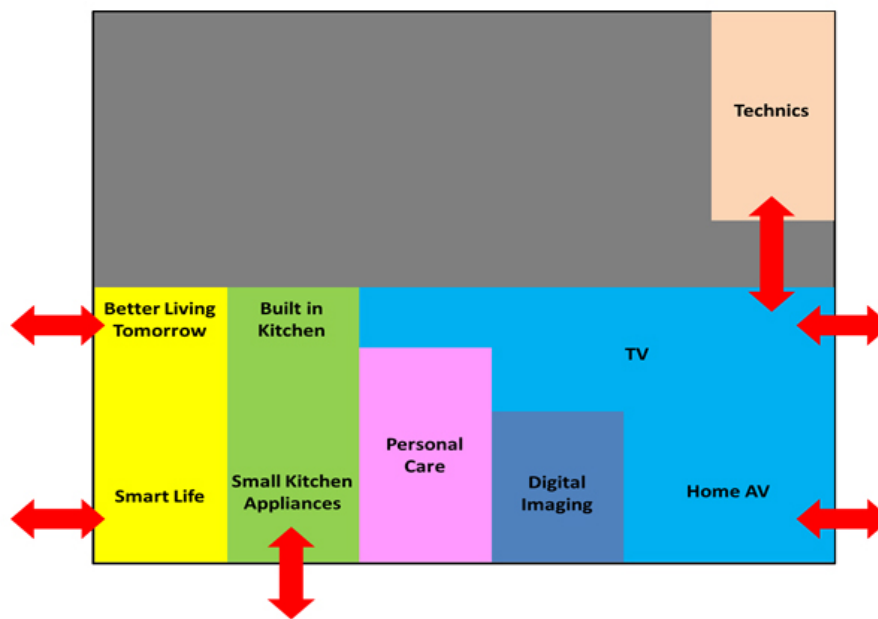 Technics
Better Living
Tomorrow
Built in
Kitchen
TV
Personal
Care
Smart Life
Small Kitchen
Appliances
Digital
Imaging
Home AV